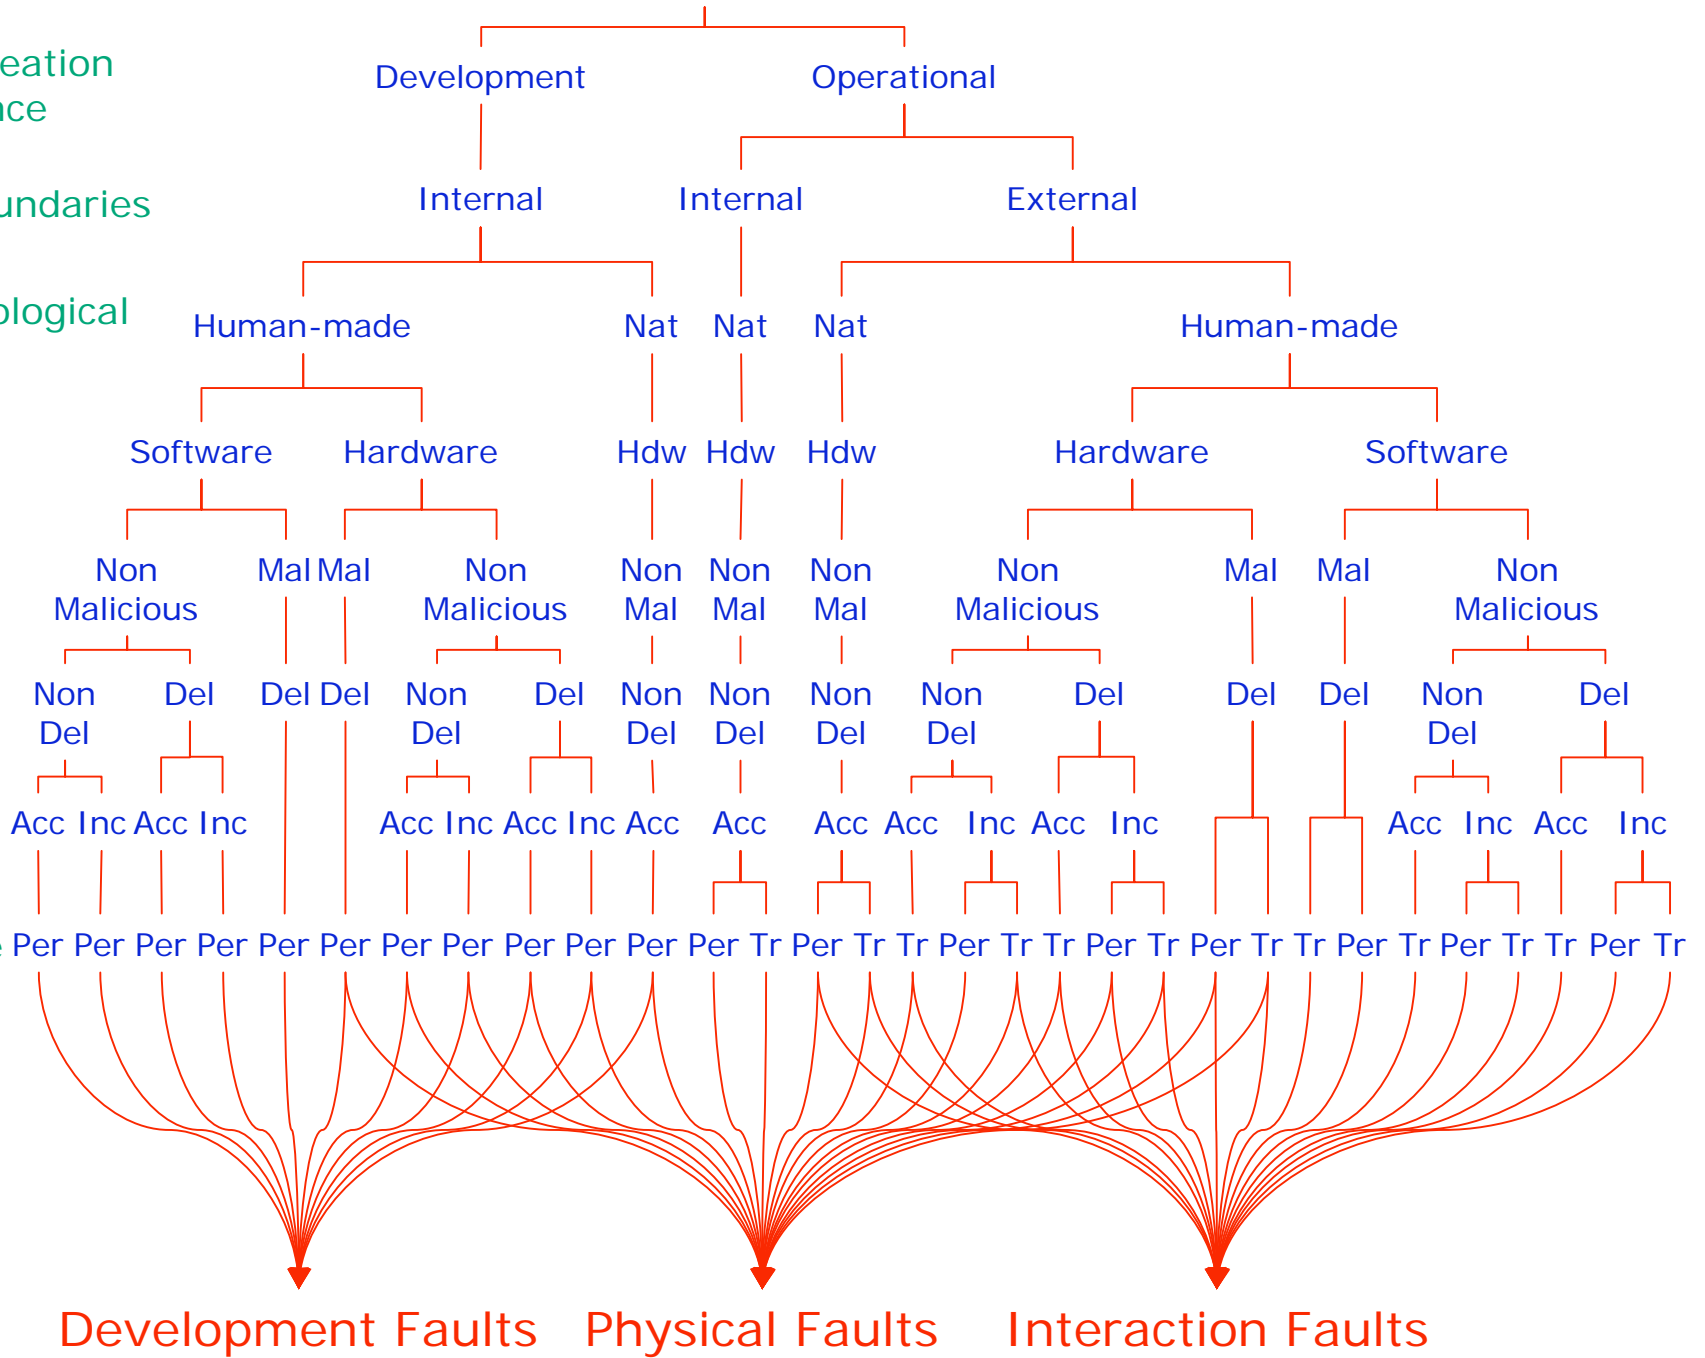 eation
Development Operational
nce
undaries
Internal Internal External
ological
Human-made Nat Nat Nat Human-made
Software Hardware Hdw Hdw Hdw Hardware Software
Non Mal Mal Non Non Non Non Non Mal Mal Non
Malicious Malicious Mal Mal Mal Malicious Malicious
Non Del Del Del Non Del Non Non Non Non Del Del Del Non Del
Del Del Del Del Del Del Del
Acc Inc Acc Inc Acc Inc Acc Inc Acc Acc Acc Acc Inc Acc Inc Acc Inc Acc Inc
e Per Per Per Per Per Per Per Per Per Per Per Per Tr Per Tr Tr Per Tr Tr Per Tr Per Tr Tr Per Tr Per Tr Tr Per Tr
Development Faults Physical Faults Interaction Faults